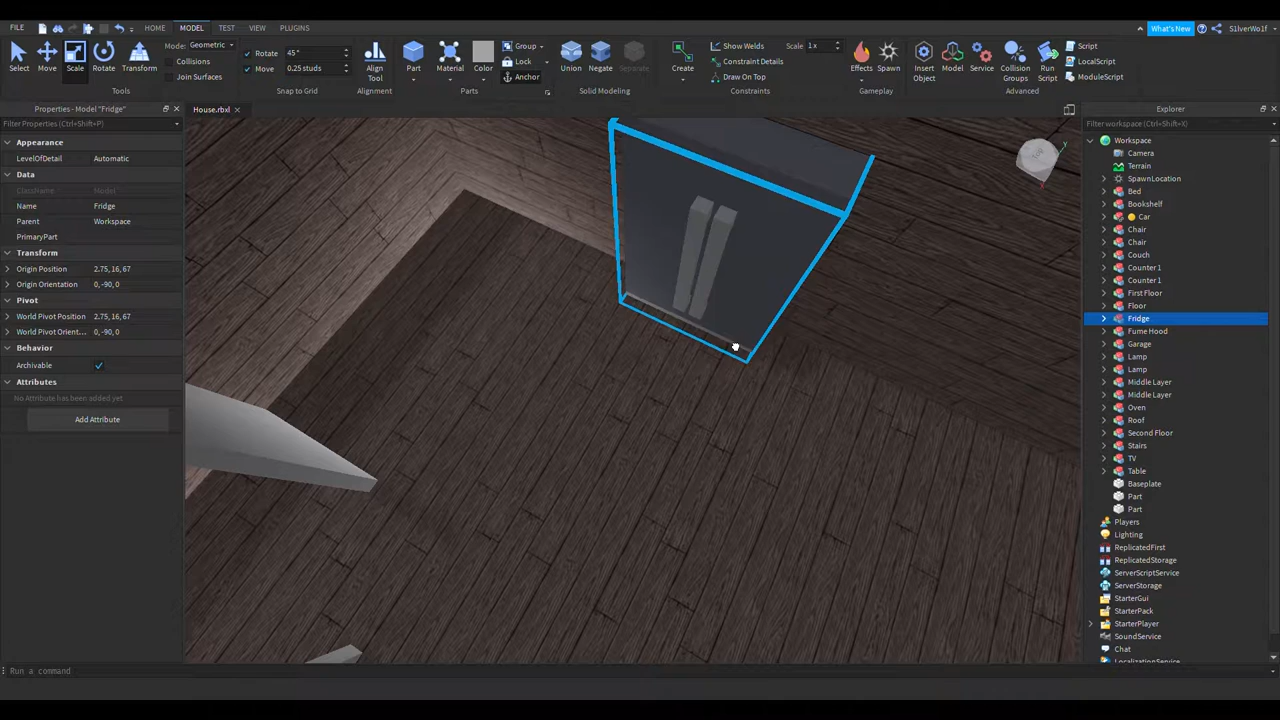 FILE HOME MODEL TEST VIEW PLUGINS What's New S1lverWo1f
Select Move Scale Rotate Transform
Mode: Geometric
Collisions
Join Surfaces
Tools
Rotate 45°
Move 0.25 studs
Snap to Grid
Align Tool
Alignment
Part Material Color
Group
Lock
Anchor
Parts
Union Negate Separate
Solid Modeling
Create
Show Welds Scale 1x
Constraint Details
Draw On Top
Constraints
Effects Spawn
Gameplay
Insert Object Model Service Collision Groups Run Script
Script
LocalScript
ModuleScript
Advanced
Properties - Model "Fridge"
Filter Properties (Ctrl+Shift+P)
Appearance
LevelOfDetail Automatic
Data
ClassName Model
Name Fridge
Parent Workspace
PrimaryPart
Transform
Origin Position 2.75,16,67
Origin Orientation 0,-90,0
Pivot
World Pivot Position 2.75,16,67
World Pivot Orient... 0,-90,0
Behavior
Archivable
Attributes
No Attribute has been added yet
Add Attribute
House.rbxl
Explorer
Filter workspace (Ctrl+Shift+X)
Workspace
Camera
Terrain
SpawnLocation
Bed
Bookshelf
Car
Chair
Chair
Couch
Counter 1
Counter 1
First Floor
Floor
Fridge
Fume Hood
Garage
Lamp
Lamp
Middle Layer
Middle Layer
Oven
Roof
Second Floor
Stairs
TV
Table
Baseplate
Part
Part
Players
Lighting
ReplicatedFirst
ReplicatedStorage
ServerScriptService
ServerStorage
StarterGui
StarterPack
StarterPlayer
SoundService
Chat
LocalizationService
Run a command